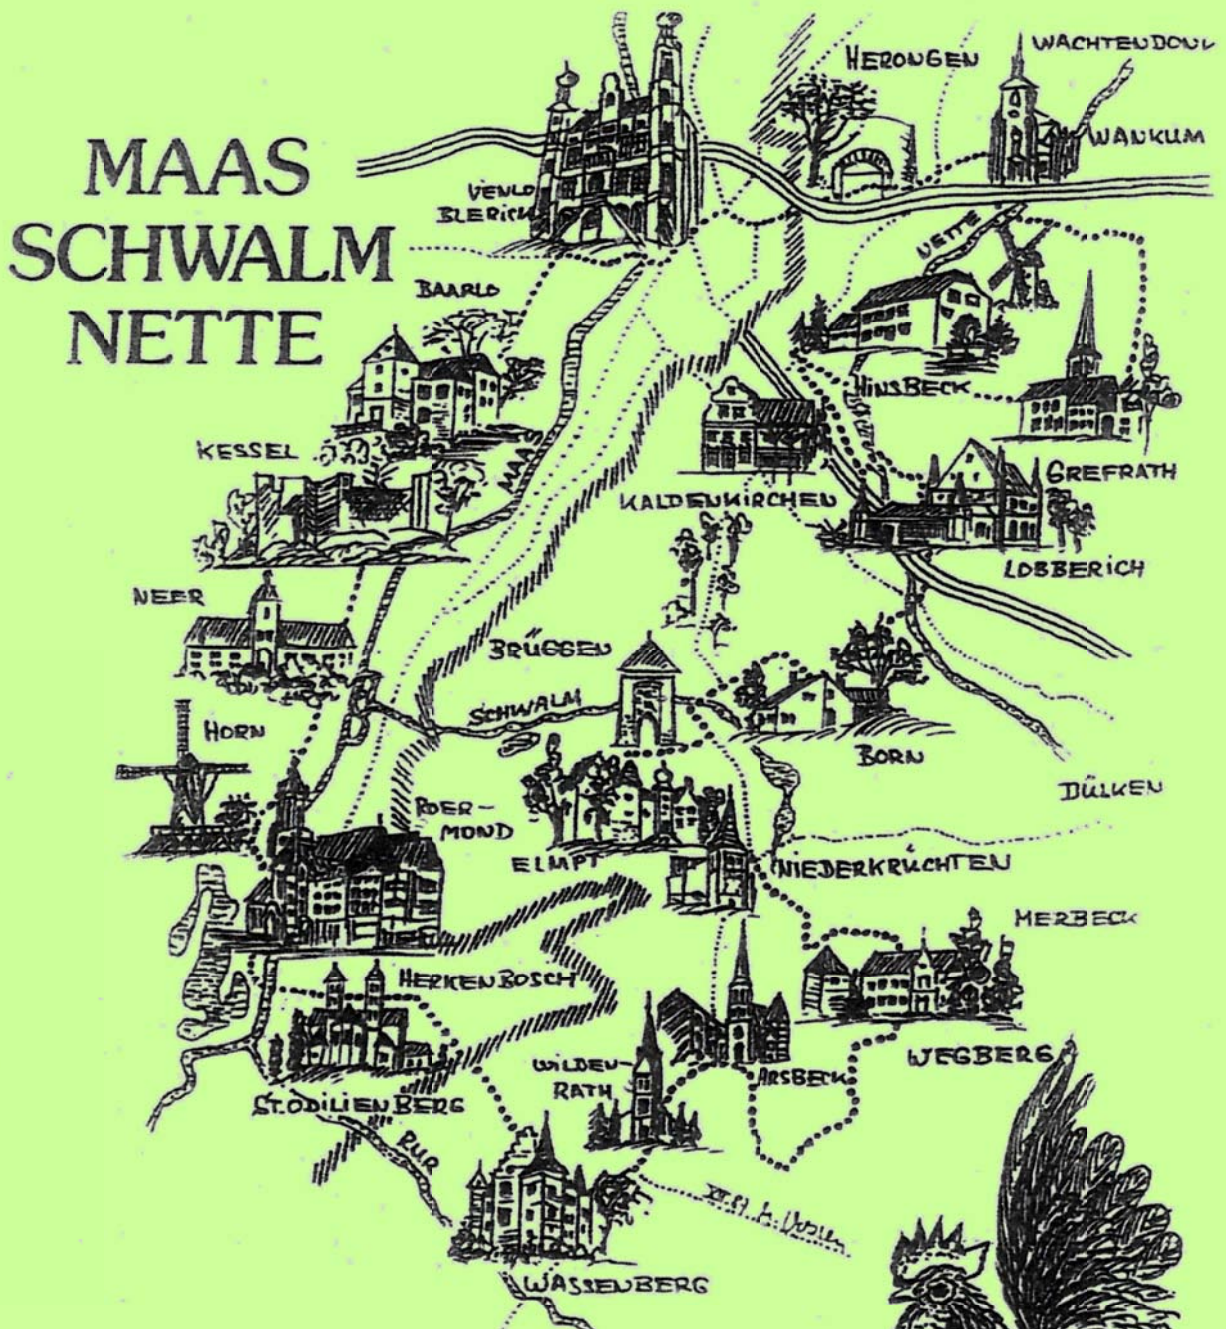 WACHTENDONK
HERONGEN
WANKUM
MAAS
SCHWALM
NETTE
VENLO
BLERICK
NETTE
BAARLO
HINSBECK
KESSEL
MAAS
GREFRATH
KALDENKIRCHEN
LOBBERICH
NEER
BRÜGGEN
SCHWALM
HORN
BORN
DÜLKEN
ROER-
MOND
ELMPT
NIEDERKRÜCHTEN
MERBECK
HERKENBOSCH
WEGBERG
WILDEN-
RATH
ARSBECK
ST. ODILIENBERG
RUR
WASSENBERG